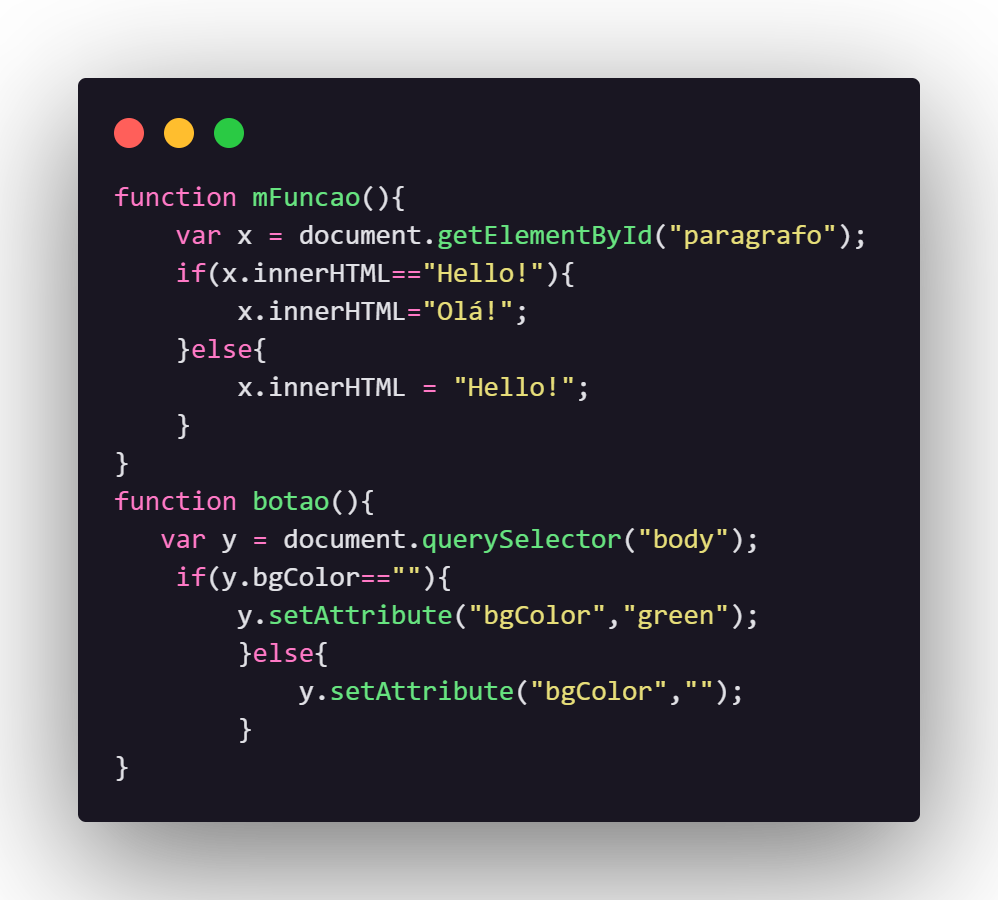 function mFuncao(){
    var x = document.getElementById("paragrafo");
    if(x.innerHTML=="Hello!"){
        x.innerHTML="Olá!";
    }else{
        x.innerHTML = "Hello!";
    }
}
function botao(){
   var y = document.querySelector("body");
    if(y.bgColor==""){
        y.setAttribute("bgColor","green");
        }else{
            y.setAttribute("bgColor","");
        }
}